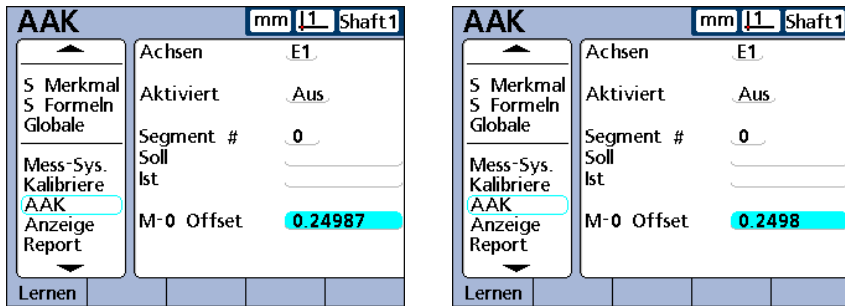 AAK mm 1 Shaft1
Achsen E1
S Merkmal
S Formeln
Globale
Aktiviert Aus
Segment # 0
Soll
Ist
Mess-Sys.
Kalibriere
AAK
Anzeige
Report
M-0 Offset 0.24987
Lernen
AAK mm 1 Shaft1
Achsen E1
S Merkmal
S Formeln
Globale
Aktiviert Aus
Segment # 0
Soll
Ist
Mess-Sys.
Kalibriere
AAK
Anzeige
Report
M-0 Offset 0.2498
Lernen